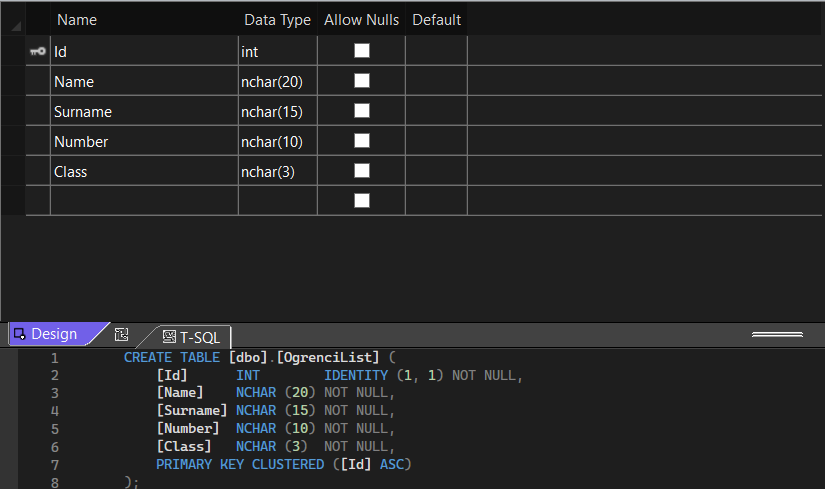 Name Data Type Allow Nulls Default
Id int
Name nchar(20)
Surname nchar(15)
Number nchar(10)
Class nchar(3)
Design T-SQL
1 CREATE TABLE [dbo].[OgrenciList] (
2 [Id] INT IDENTITY (1, 1) NOT NULL,
3 [Name] NCHAR (20) NOT NULL,
4 [Surname] NCHAR (15) NOT NULL,
5 [Number] NCHAR (10) NOT NULL,
6 [Class] NCHAR (3) NOT NULL,
7 PRIMARY KEY CLUSTERED ([Id] ASC)
8 );